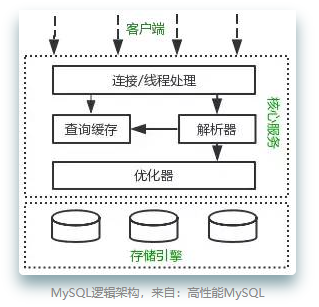 客户端
连接/线程处理
查询缓存
解析器
优化器
核心服务
存储引擎
MySQL逻辑架构，来自：高性能MySQL